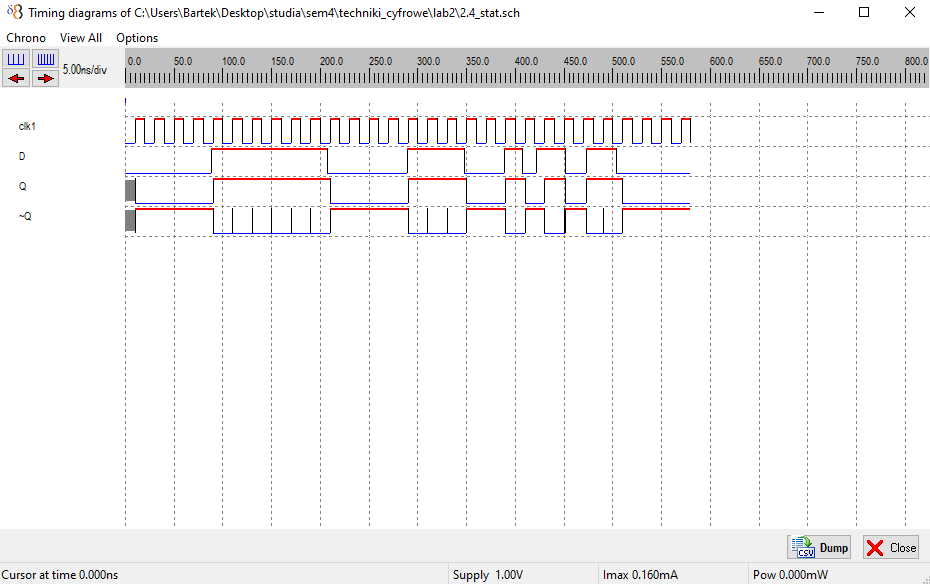 Timing diagrams of C:\Users\Bartek\Desktop\studia\sem4\techniki_cyfrowe\lab2\2.4_stat.sch
Chrono View All Options
5.00ns/div
0.0 50.0 100.0 150.0 200.0 250.0 300.0 350.0 400.0 450.0 500.0 550.0 600.0 650.0 700.0 750.0 800.0
clk1
D
Q
~Q
CSV Dump Close
Cursor at time 0.000ns Supply 1.00V Imax 0.160mA Pow 0.000mW